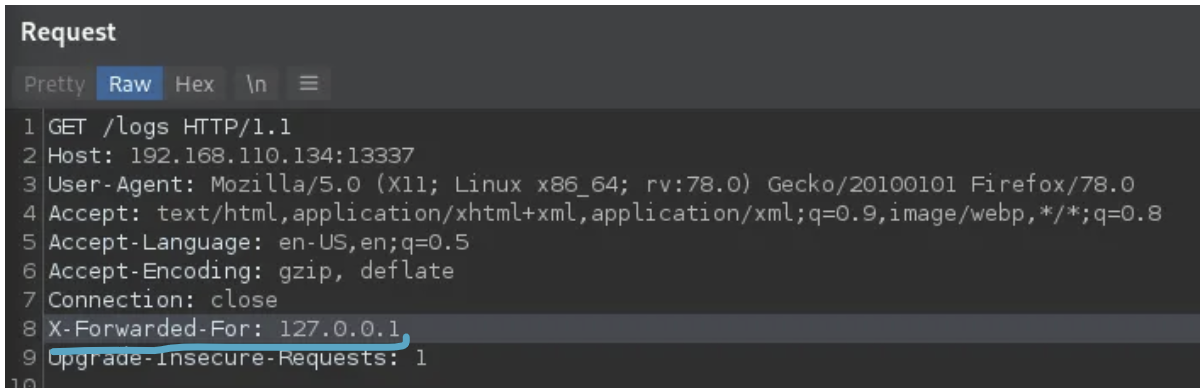 Request
Pretty Raw Hex \n ≡
1 GET /logs HTTP/1.1
2 Host: 192.168.110.134:13337
3 User-Agent: Mozilla/5.0 (X11; Linux x86_64; rv:78.0) Gecko/20100101 Firefox/78.0
4 Accept: text/html,application/xhtml+xml,application/xml;q=0.9,image/webp,*/*;q=0.8
5 Accept-Language: en-US,en;q=0.5
6 Accept-Encoding: gzip, deflate
7 Connection: close
8 X-Forwarded-For: 127.0.0.1
9 Upgrade-Insecure-Requests: 1
10